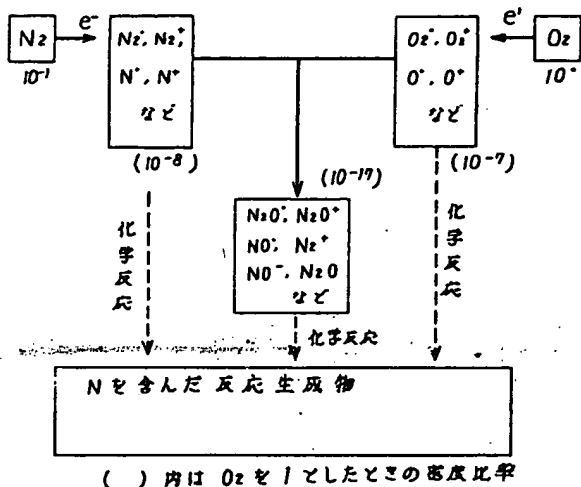 N₂
e⁻
10⁻¹
N₂˙, N₂⁺,
N˙, N⁺
など
(10⁻⁸)
O₂˙, O₂⁺
O˙, O⁺
など
(10⁻⁷)
e'
O₂
10°
(10⁻¹⁷)
N₂O˙, N₂O⁺
NO˙, N₂⁺
NO⁻, N₂O
など
化学反応
化学反応
化学反応
Nを含んだ反応生成物
( )内はO₂を1としたときの密度比率